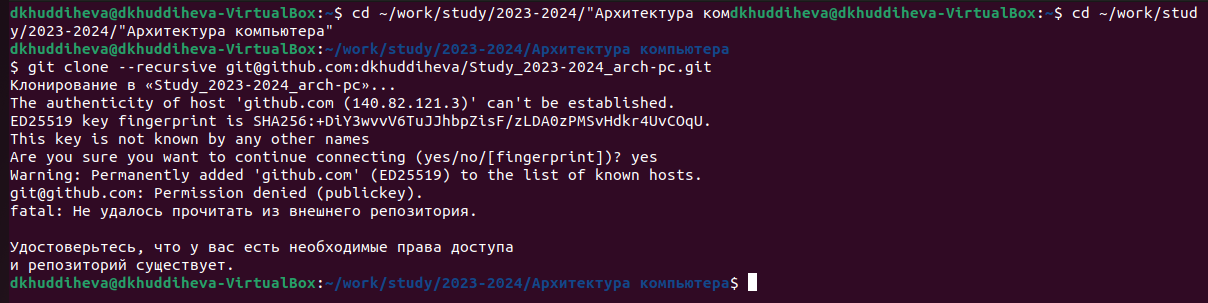 dkhuddiheva@dkhuddiheva-VirtualBox:~$ cd ~/work/study/2023-2024/"Архитектура комdkhuddiheva@dkhuddiheva-VirtualBox:~$ cd ~/work/stud
y/2023-2024/"Архитектура компьютера"
dkhuddiheva@dkhuddiheva-VirtualBox:~/work/study/2023-2024/Архитектура компьютера
$ git clone --recursive git@github.com:dkhuddiheva/Study_2023-2024_arch-pc.git
Клонирование в «Study_2023-2024_arch-pc»...
The authenticity of host 'github.com (140.82.121.3)' can't be established.
ED25519 key fingerprint is SHA256:+DiY3wvvV6TuJJhbpZisF/zLDA0zPMSvHdkr4UvCOqU.
This key is not known by any other names
Are you sure you want to continue connecting (yes/no/[fingerprint])? yes
Warning: Permanently added 'github.com' (ED25519) to the list of known hosts.
git@github.com: Permission denied (publickey).
fatal: Не удалось прочитать из внешнего репозитория.

Удостоверьтесь, что у вас есть необходимые права доступа
и репозиторий существует.
dkhuddiheva@dkhuddiheva-VirtualBox:~/work/study/2023-2024/Архитектура компьютера$